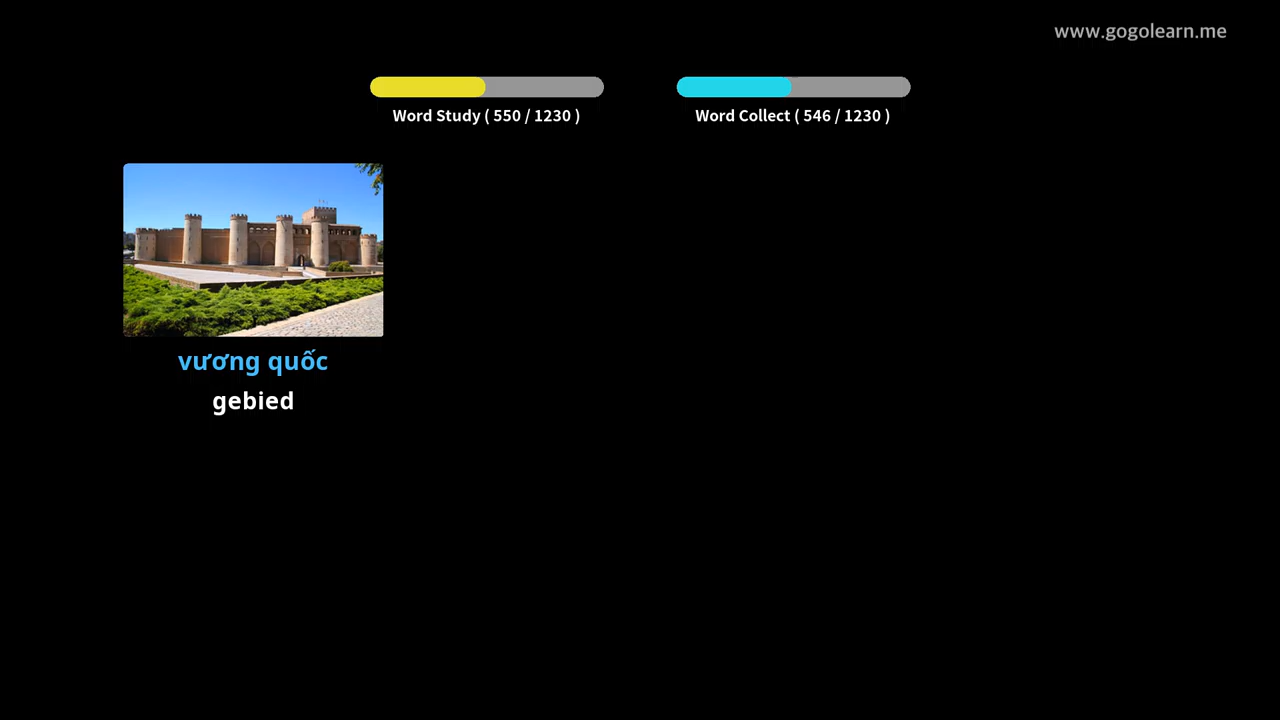 www.gogolearn.me
Word Study ( 550 / 1230 )
Word Collect ( 546 / 1230 )
vương quốc
gebied